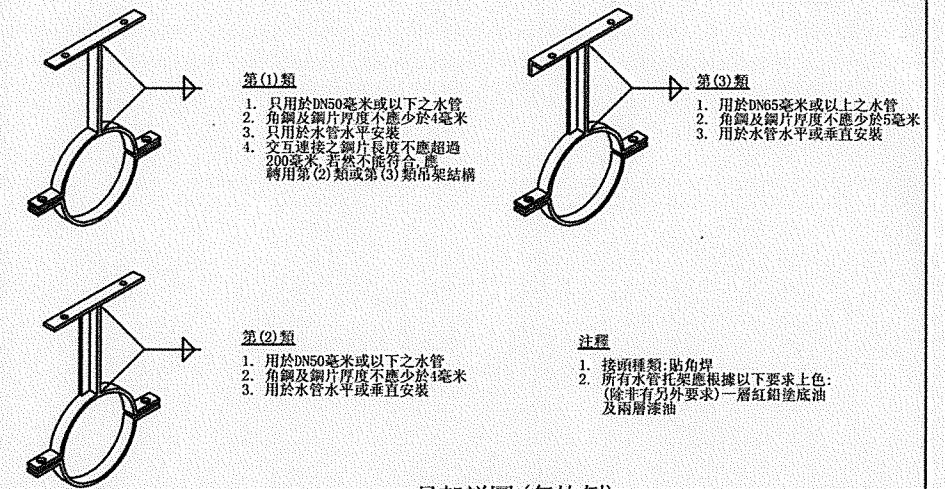 第(1)類
1. 只用於DN50毫米或以下之水管
2. 角鋼及鋼片厚度不應少於4毫米
3. 只用於水管水平安裝
4. 交互連接之鋼片長度不應超過
200毫米,若然不能符合,應
轉用第(2)類或第(3)類吊架結構
第(3)類
1. 用於DN65毫米或以上之水管
2. 角鋼及鋼片厚度不應少於5毫米
3. 用於水管水平或垂直安裝
第(2)類
1. 用於DN50毫米或以下之水管
2. 角鋼及鋼片厚度不應少於4毫米
3. 用於水管水平或垂直安裝
注釋
1. 接頭種類:貼角焊
2. 所有水管托架應根據以下要求上色:
(除非有另外要求)一層紅鉛塗底油
及兩層漆油